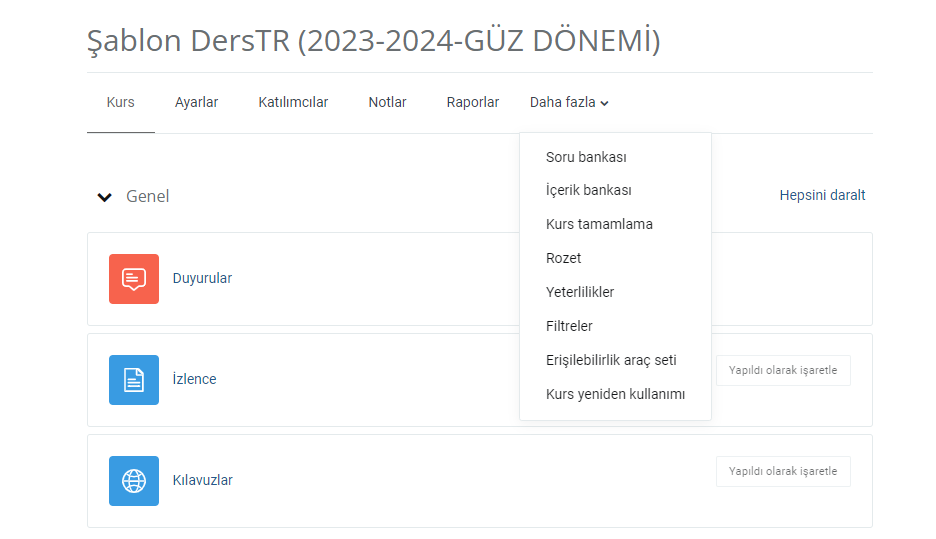 Şablon DersTR (2023-2024-GÜZ DÖNEMİ)
Kurs Ayarlar Katılımcılar Notlar Raporlar Daha fazla
Soru bankası
İçerik bankası
Kurs tamamlama
Rozet
Yeterlilikler
Filtreler
Erişilebilirlik araç seti
Kurs yeniden kullanımı
Genel Hepsini daralt
Duyurular
İzlence Yapıldı olarak işaretle
Kılavuzlar Yapıldı olarak işaretle